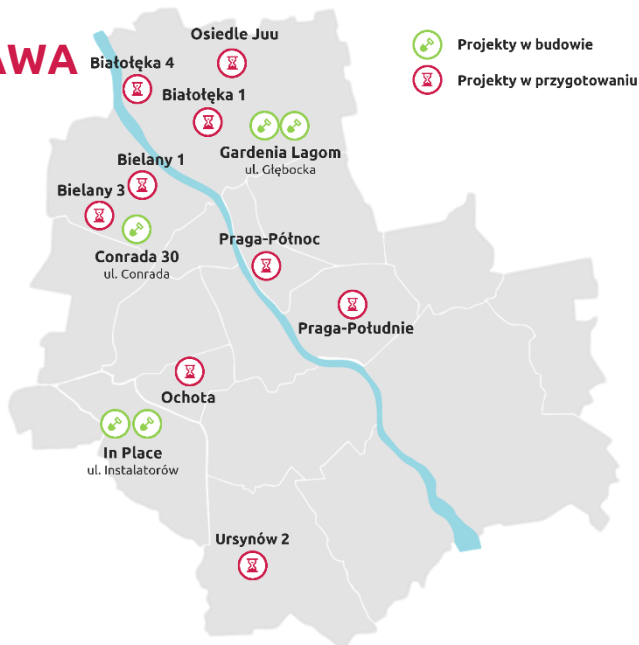 AWA
Osiedle Juu
Białołęka 4
Białołęka 1
Gardenia Lagom
ul. Głębocka
Bielany 1
Bielany 3
Conrada 30
ul. Conrada
Praga-Północ
Praga-Południe
Ochota
In Place
ul. Instalatorów
Ursynów 2
Projekty w budowie
Projekty w przygotowaniu